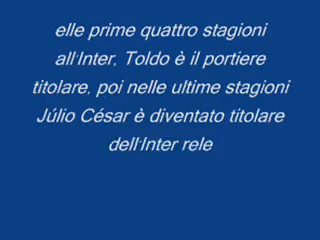 elle prime quattro stagioni
all'Inter, Toldo è il portiere
titolare, poi nelle ultime stagioni
Júlio César è diventato titolare
dell'Inter rele